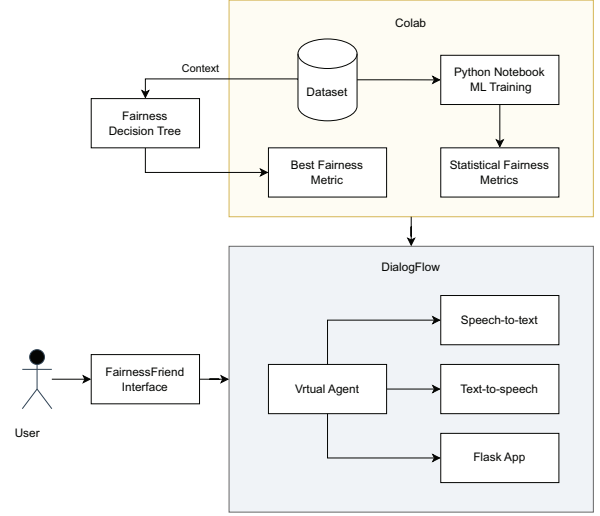 Colab
Context
Dataset
Python Notebook
ML Training
Fairness
Decision Tree
Best Fairness
Metric
Statistical Fairness
Metrics
DialogFlow
Speech-to-text
FairnessFriend
Interface
Vrtual Agent
Text-to-speech
User
Flask App